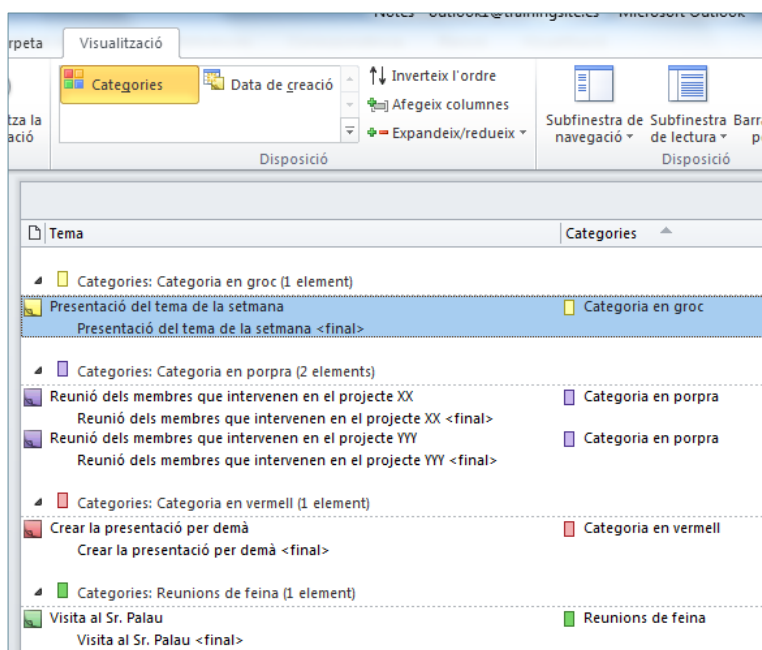 Notes - outlook1@trainingsite.es - Microsoft Outlook
rpeta Visualització
Categories Data de creació Inverteix l'ordre
Afegeix columnes
Expandeix/redueix
tza la
ació
Subfinestra de navegació
Subfinestra de lectura
Barra
p
Disposició Disposició
Tema Categories
Categories: Categoria en groc (1 element)
Presentació del tema de la setmana Categoria en groc
Presentació del tema de la setmana <final>
Categories: Categoria en porpra (2 elements)
Reunió dels membres que intervenen en el projecte XX Categoria en porpra
Reunió dels membres que intervenen en el projecte XX <final>
Reunió dels membres que intervenen en el projecte YYY Categoria en porpra
Reunió dels membres que intervenen en el projecte YYY <final>
Categories: Categoria en vermell (1 element)
Crear la presentació per demà Categoria en vermell
Crear la presentació per demà <final>
Categories: Reunions de feina (1 element)
Visita al Sr. Palau Reunions de feina
Visita al Sr. Palau <final>